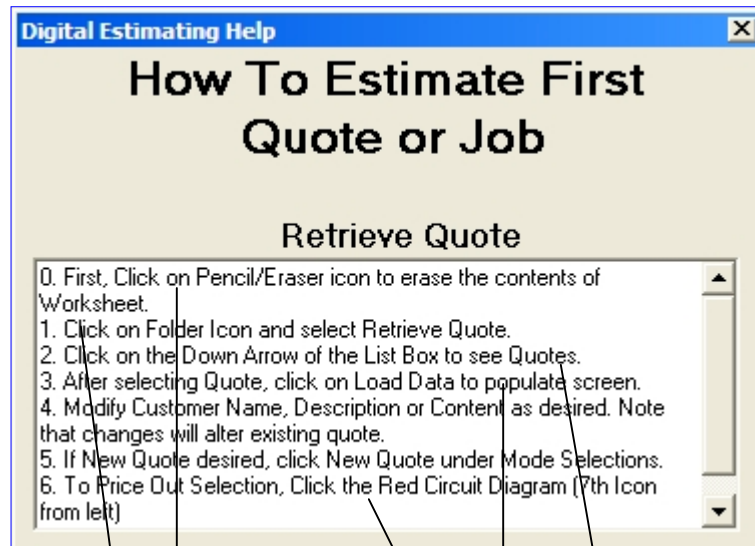 Digital Estimating Help
How To Estimate First
Quote or Job
Retrieve Quote
0. First, Click on Pencil/Eraser icon to erase the contents of
Worksheet.
1. Click on Folder Icon and select Retrieve Quote.
2. Click on the Down Arrow of the List Box to see Quotes.
3. After selecting Quote, click on Load Data to populate screen.
4. Modify Customer Name, Description or Content as desired. Note
that changes will alter existing quote.
5. If New Quote desired, click New Quote under Mode Selections.
6. To Price Out Selection, Click the Red Circuit Diagram (7th Icon
from left)